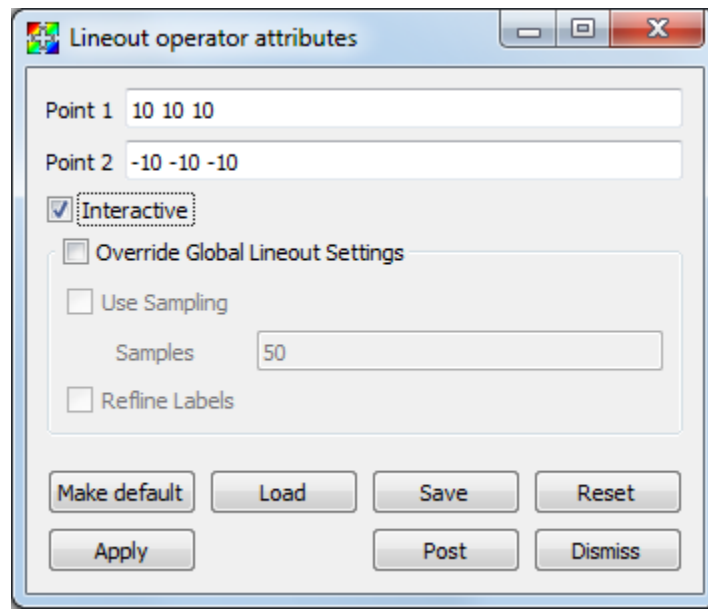 Lineout operator attributes
Point 1 10 10 10
Point 2 -10 -10 -10
Interactive
Override Global Lineout Settings
Use Sampling
Samples 50
Refline Labels
Make default Load Save Reset
Apply Post Dismiss